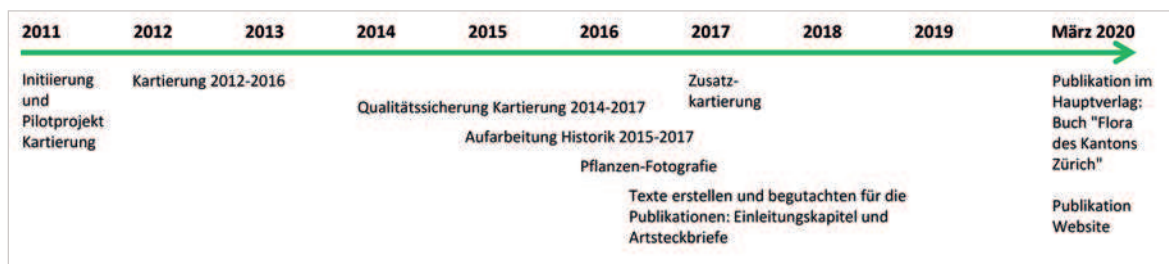 2011 2012 2013 2014 2015 2016 2017 2018 2019 März 2020
Initiierung
und
Pilotprojekt
Kartierung
Kartierung 2012-2016
Qualitätssicherung Kartierung 2014-2017
Aufarbeitung Historik 2015-2017
Pflanzen-Fotografie
Texte erstellen und begutachten für die
Publikationen: Einleitungskapitel und
Artsteckbriefe
Zusatz-
kartierung
Publikation im
Hauptverlag:
Buch "Flora
des Kantons
Zürich"
Publikation
Website